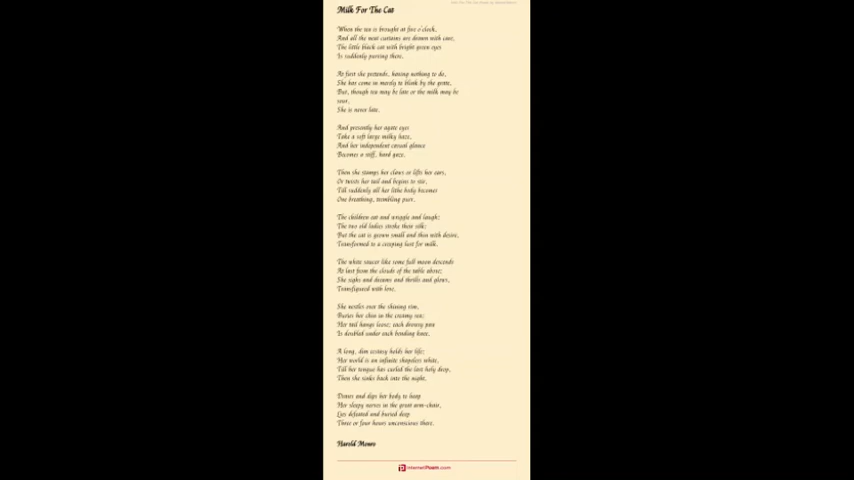 Milk For The Cat
When the tea is brought at five o'clock,
And all the neat curtains are drawn with care,
The little black cat with bright green eyes
Is suddenly purring there.
At first she pretends, having nothing to do,
She has come in merely to blink by the grate,
But, though tea may be late or the milk may be
sour,
She is never late.
And presently her agate eyes
Take a soft large milky haze,
And her independent casual glance
Becomes a stiff, hard gaze.
Then she stamps her claws or lifts her ears,
Or twists her tail and begins to stir,
Till suddenly all her lithe body becomes
One breathing, trembling purr.
The children eat and wriggle and laugh;
The two old ladies stroke their silk:
But the cat is grown small and thin with desire,
Transformed to a creeping lust for milk.
The white saucer like some full moon descends
At last from the clouds of the table above;
She sighs and dreams and thrills and glows,
Transfigured with love.
She nestles over the shining rim,
Buries her chin in the creamy sea;
Her tail hangs loose; each drowsy paw
Is doubled under each bending knee.
A long, dim ecstasy holds her life;
Her world is an infinite shapeless white,
Till her tongue has curled the last holy drop,
Then she sinks back into the night,
Draws and dips her body to heap
Her sleepy nerves in the great arm-chair,
Lies defeated and buried deep
Three or four hours unconscious there.
Harold Monro
InternetPoem.com